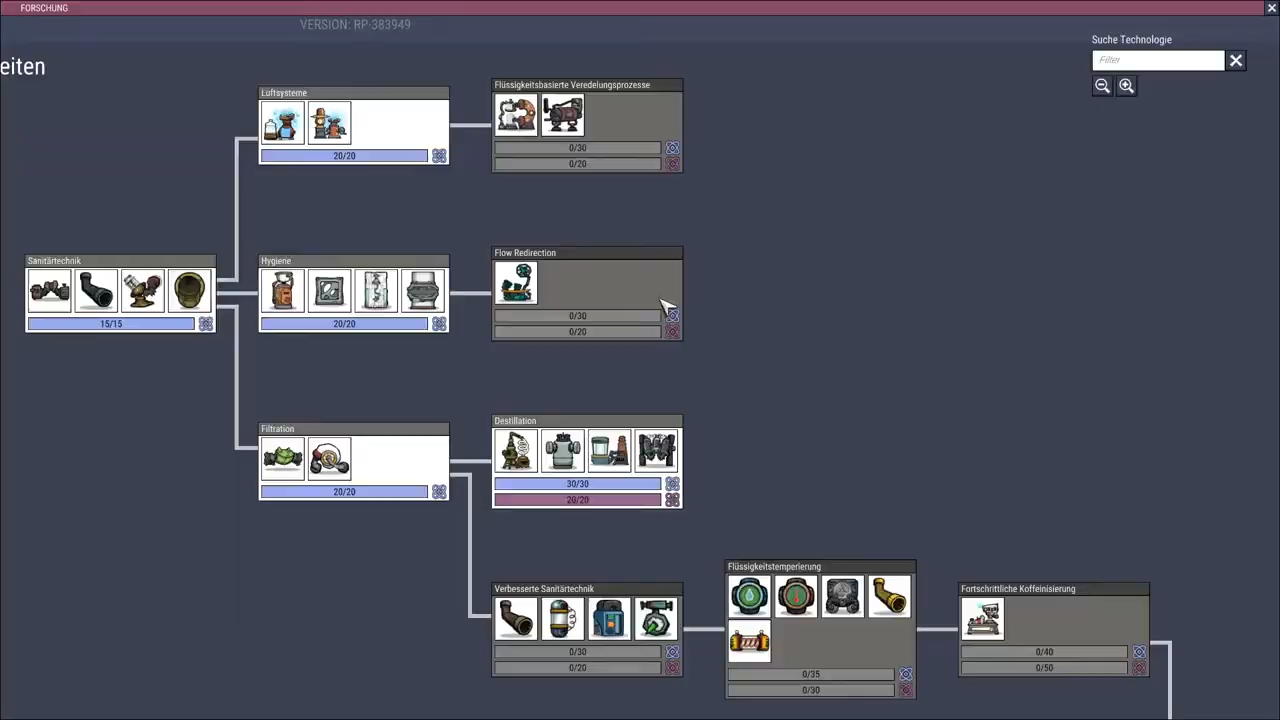 FORSCHUNG
VERSION: RP-383949
eiten
Suche Technologie
Filter
Luftsysteme
20/20
Flüssigkeitsbasierte Veredelungsprozesse
0/30
0/20
Sanitärtechnik
15/15
Hygiene
20/20
Flow Redirection
0/30
0/20
Filtration
20/20
Destillation
30/30
20/20
Verbesserte Sanitärtechnik
0/30
0/20
Flüssigkeitstemperierung
0/35
0/30
Fortschrittliche Koffeinisierung
0/40
0/50